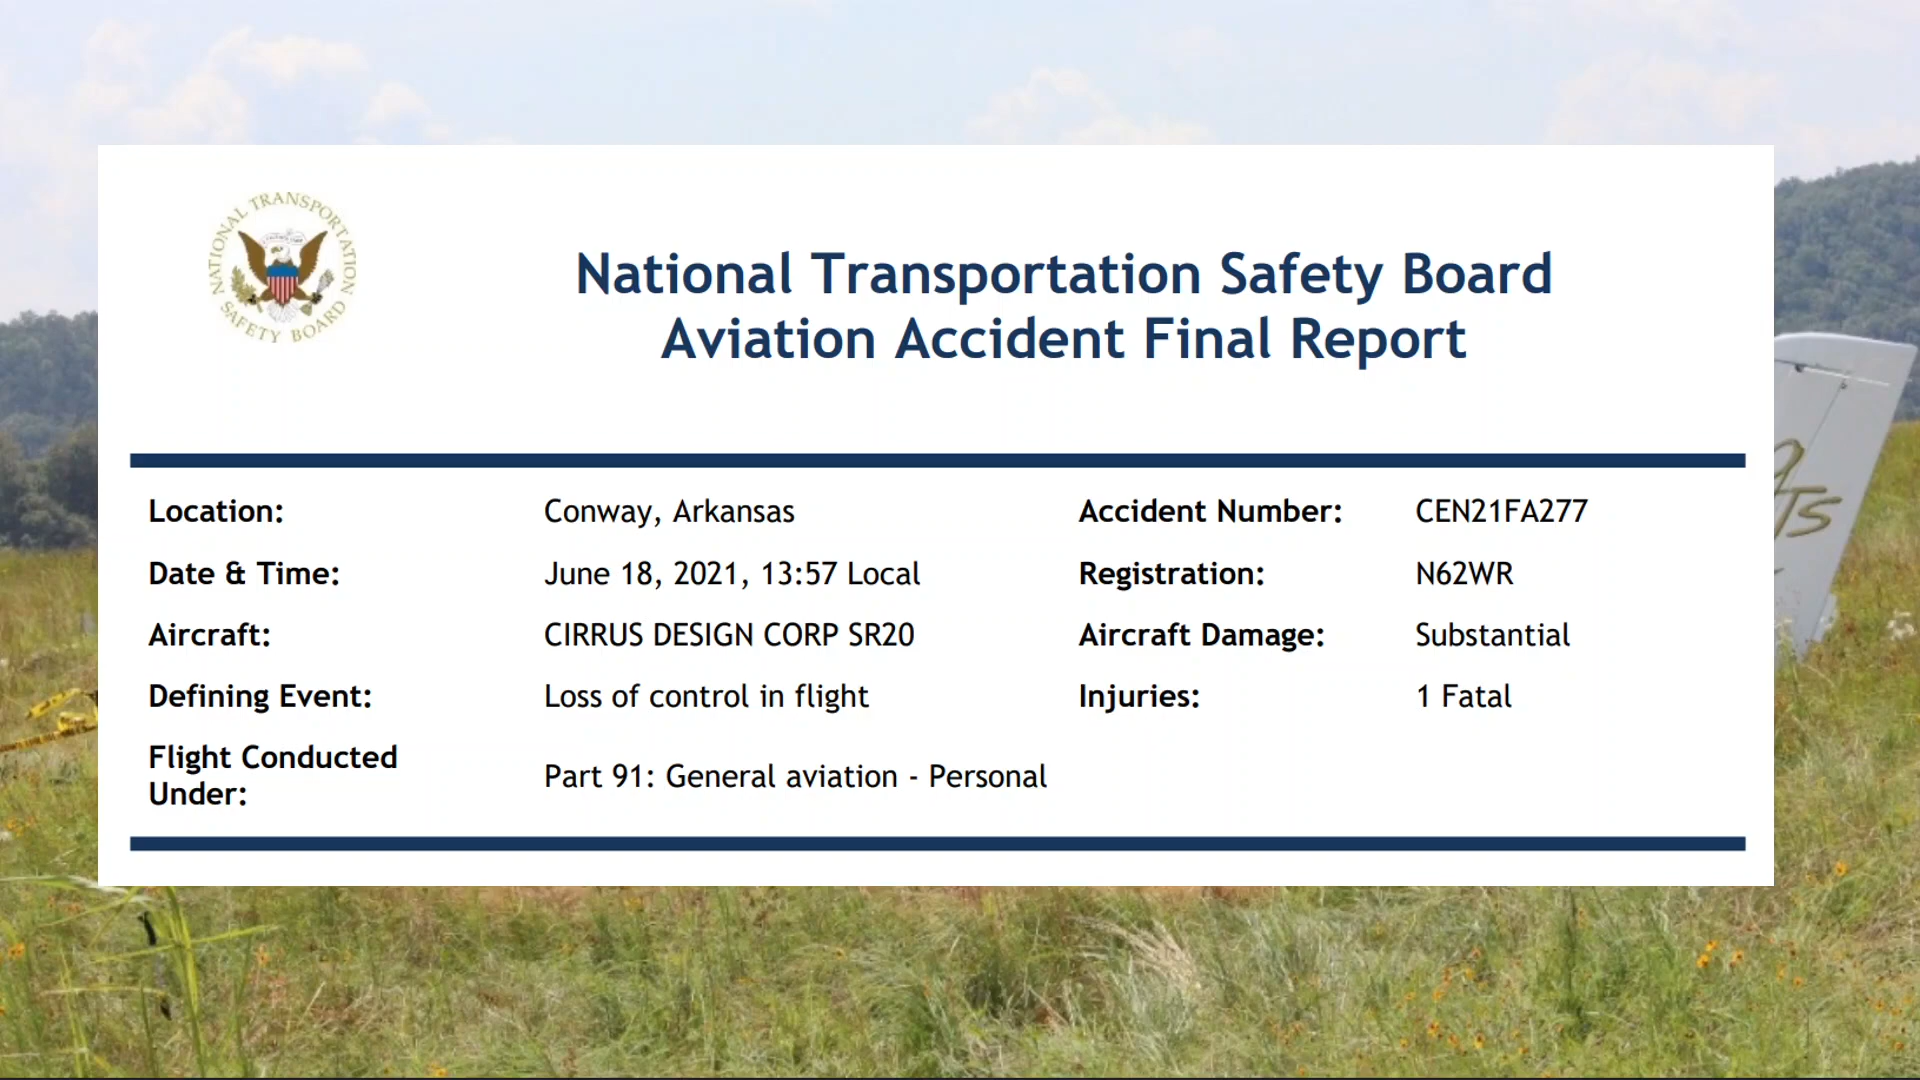 NATIONAL TRANSPORTATION SAFETY BOARD
National Transportation Safety Board
Aviation Accident Final Report
Location: Conway, Arkansas Accident Number: CEN21FA277
Date & Time: June 18, 2021, 13:57 Local Registration: N62WR
Aircraft: CIRRUS DESIGN CORP SR20 Aircraft Damage: Substantial
Defining Event: Loss of control in flight Injuries: 1 Fatal
Flight Conducted
Under: Part 91: General aviation - Personal